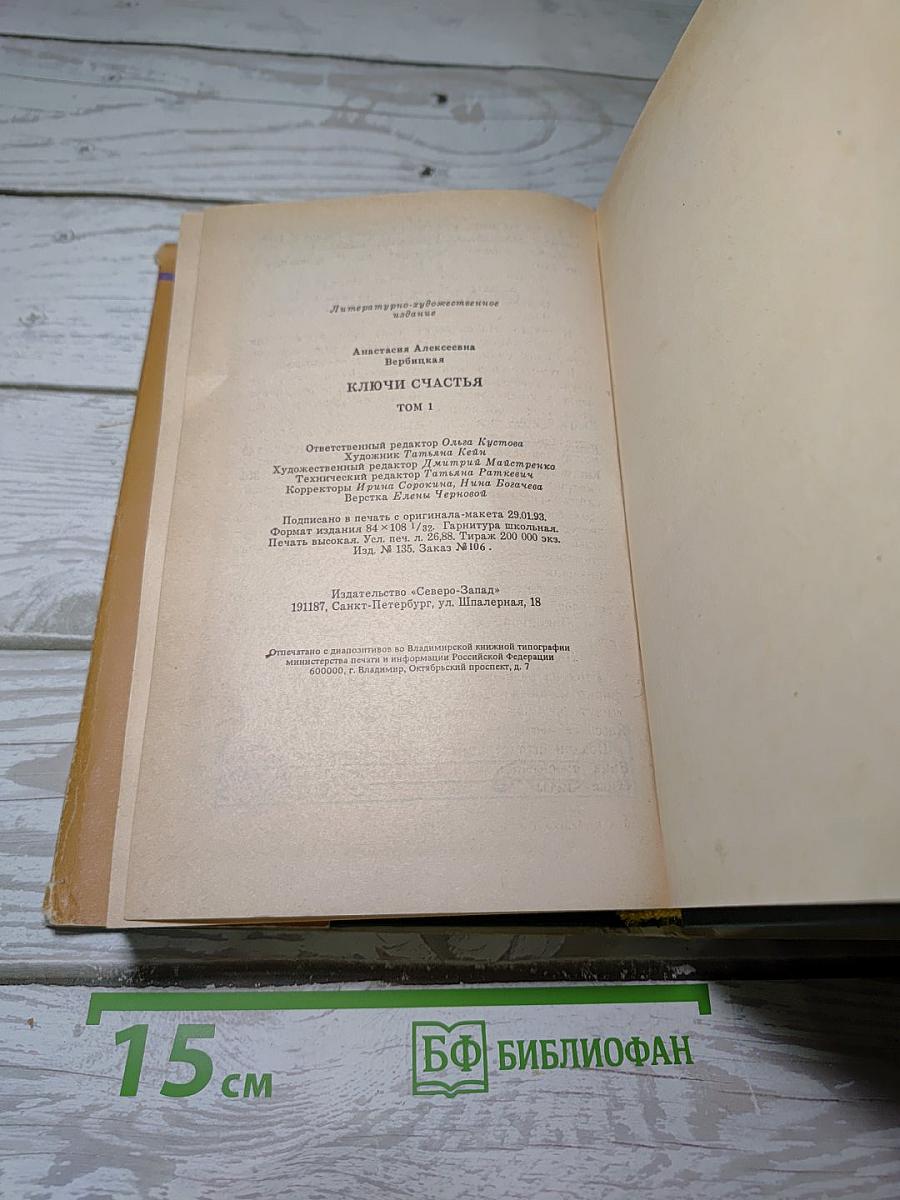 Литературно-художественное
издание
Анастасия Алексеевна
Вербицкая
КЛЮЧИ СЧАСТЬЯ
ТОМ 1
Ответственный редактор Ольга Кустова
Художник Татьяна Кейн
Художественный редактор Дмитрий Майстренко
Технический редактор Татьяна Раткевич
Корректоры Ирина Сорокина, Нина Богачева
Верстка Елены Черновой
Подписано в печать с оригинала-макета 29.01.93.
Формат издания 84×108 1/32. Гарнитура школьная.
Печать высокая. Усл. печ. л. 26,88. Тираж 200 000 экз.
Изд. № 135. Заказ №106.
Издательство «Северо-Запад»
191187, Санкт-Петербург, ул. Шпалерная, 18
Отпечатано с диапозитивов во Владимирской книжной типографии
министерства печати и информации Российской Федерации
600000, г. Владимир, Октябрьский проспект, д. 7
15 см
БФ БИБЛИОФАН